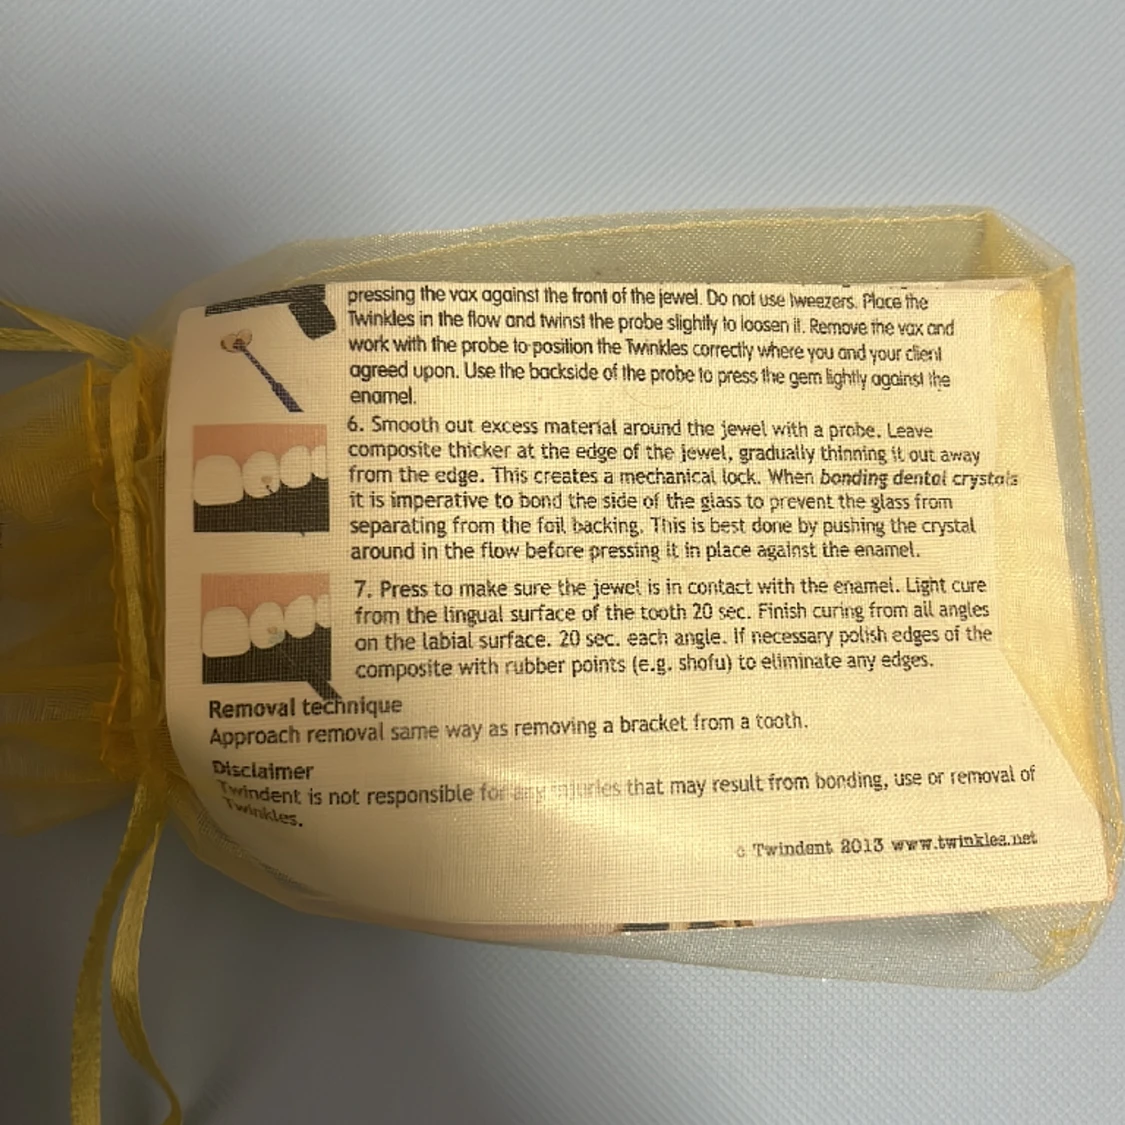 pressing the vax against the front of the jewel. Do not use tweezers. Place the
Twinkles in the flow and twinst the probe slightly to loosen it. Remove the vax and
work with the probe to position the Twinkles correctly where you and your client
agreed upon. Use the backside of the probe to press the gem lightly against the
enamel.
6. Smooth out excess material around the jewel with a probe. Leave
composite thicker at the edge of the jewel, gradually thinning it out away
from the edge. This creates a mechanical lock. When bonding dental crystals
it is imperative to bond the side of the glass to prevent the glass from
separating from the foil backing. This is best done by pushing the crystal
around in the flow before pressing it in place against the enamel.
7. Press to make sure the jewel is in contact with the enamel. Light cure
from the lingual surface of the tooth 20 sec. Finish curing from all angles
on the labial surface. 20 sec. each angle. If necessary polish edges of the
composite with rubber points (e.g. shofu) to eliminate any edges.
Removal technique
Approach removal same way as removing a bracket from a tooth.
Disclaimer
Twindent is not responsible for any injuries that may result from bonding, use or removal of
Twinkles.
c Twindent 2013 www.twinkles.net